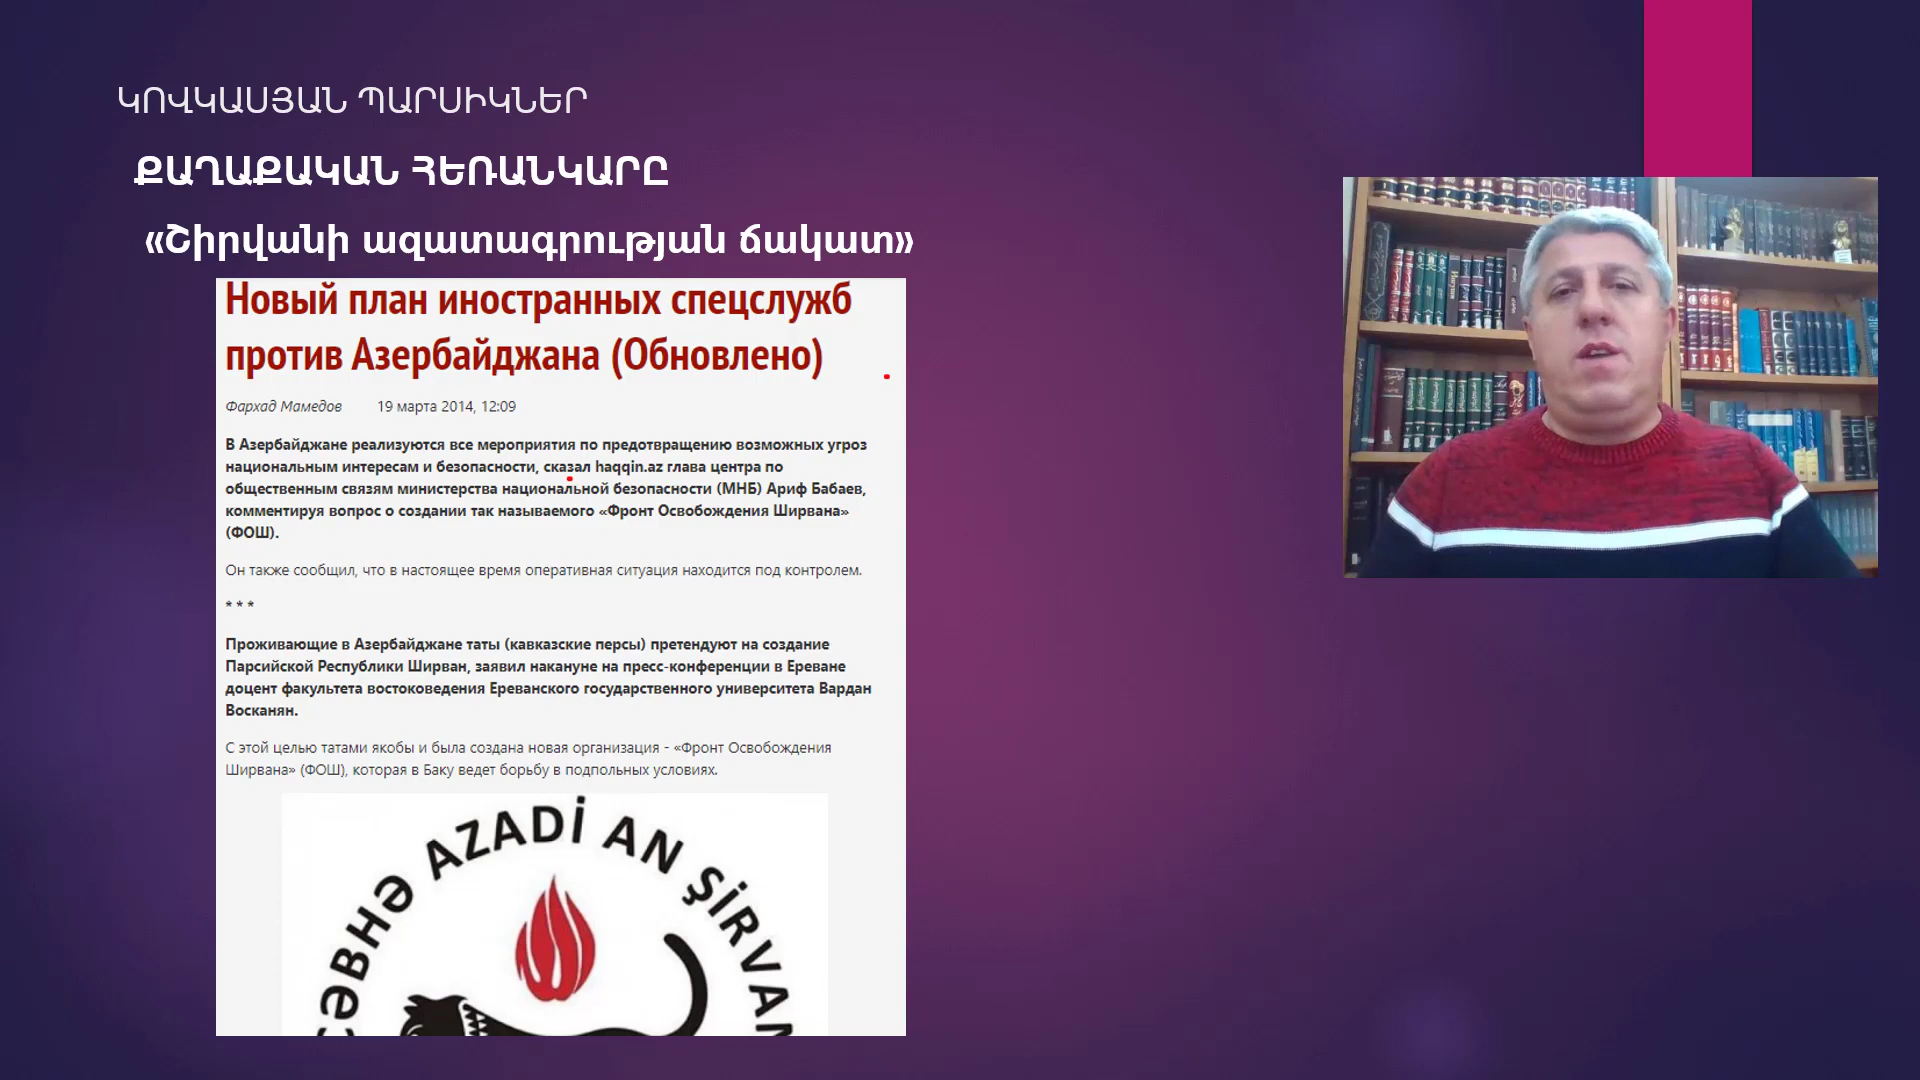 ԿՈՎԿԱՍՅԱՆ ՊԱՐՍԻԿՆԵՐ
ՔԱՂԱՔԱԿԱՆ ՀԵՌԱՆԿԱՐԸ
«Շիրվանի ազատագրության ճակատ»
Новый план иностранных спецслужб
против Азербайджана (Обновлено)
Фархад Мамедов 19 марта 2014, 12:09
В Азербайджане реализуются все мероприятия по предотвращению возможных угроз
национальным интересам и безопасности, сказал haqqin.az глава центра по
общественным связям министерства национальной безопасности (МНБ) Ариф Бабаев,
комментируя вопрос о создании так называемого «Фронт Освобождения Ширвана»
(ФОШ).
Он также сообщил, что в настоящее время оперативная ситуация находится под контролем.
* * *
Проживающие в Азербайджане таты (кавказские персы) претендуют на создание
Парсийской Республики Ширван, заявил накануне на пресс-конференции в Ереване
доцент факультета востоковедения Ереванского государственного университета Вардан
Восканян.
С этой целью татами якобы и была создана новая организация - «Фронт Освобождения
Ширвана» (ФОШ), которая в Баку ведет борьбу в подпольных условиях.
CƏBHƏ AZADİ AN ŞİRVAN